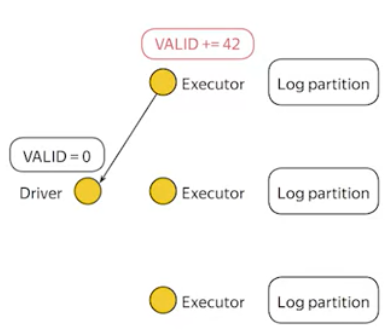 VALID += 42
Executor
Log partition
VALID = 0
Driver
Executor
Log partition
Executor
Log partition